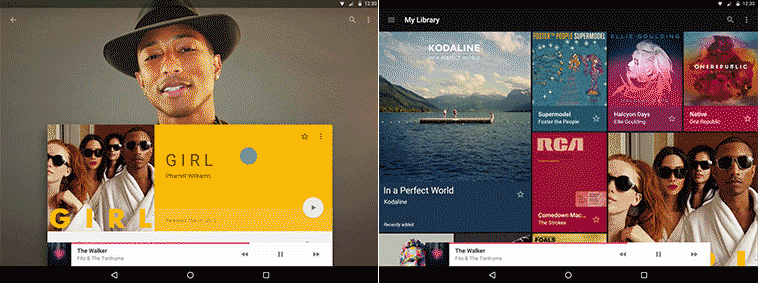 12:30
G I R L
Pharrell Williams
G I R L
The Walker
Fitz & The Tantrums
12:30
My Library
KODALINE
IN A PERFECT WORLD
In a Perfect World
Kodaline
Recently added
FOSTER THE PEOPLE SUPERMODEL
Supermodel
Foster the People
ELLIE GOULDING
Halcyon Days
Ellie Goulding
ONEREPUBLIC
Native
One Republic
RCA
Comedown Mac...
The Strokes
FOALS
The Walker
Fitz & The Tantrums